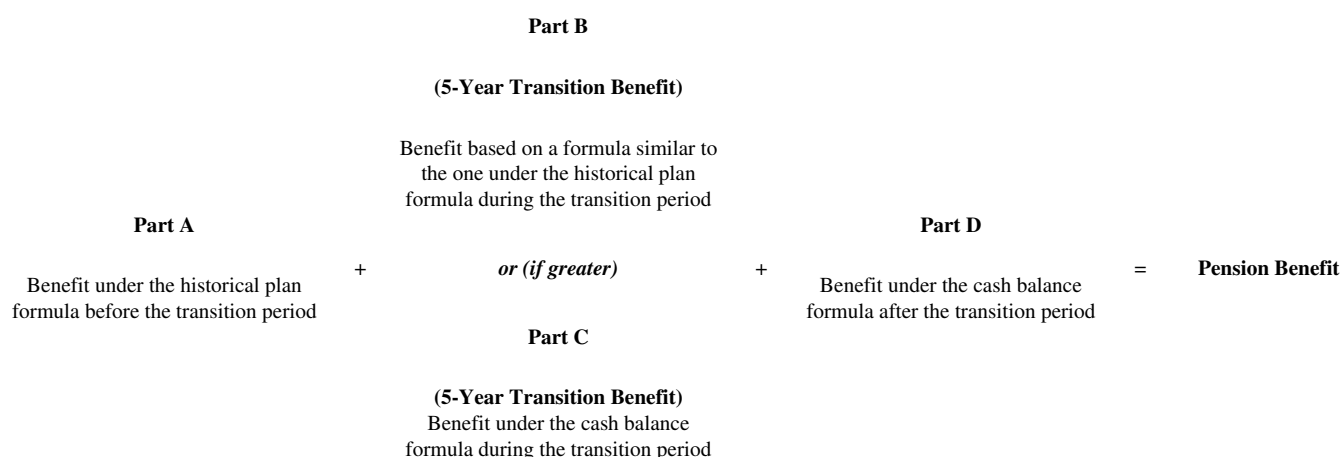 Part A
Benefit under the historical plan
formula before the transition period
+
Part B
(5-Year Transition Benefit)
Benefit based on a formula similar to
the one under the historical plan
formula during the transition period
or (if greater)
Part C
(5-Year Transition Benefit)
Benefit under the cash balance
formula during the transition period
+
Part D
Benefit under the cash balance
formula after the transition period
=
Pension Benefit